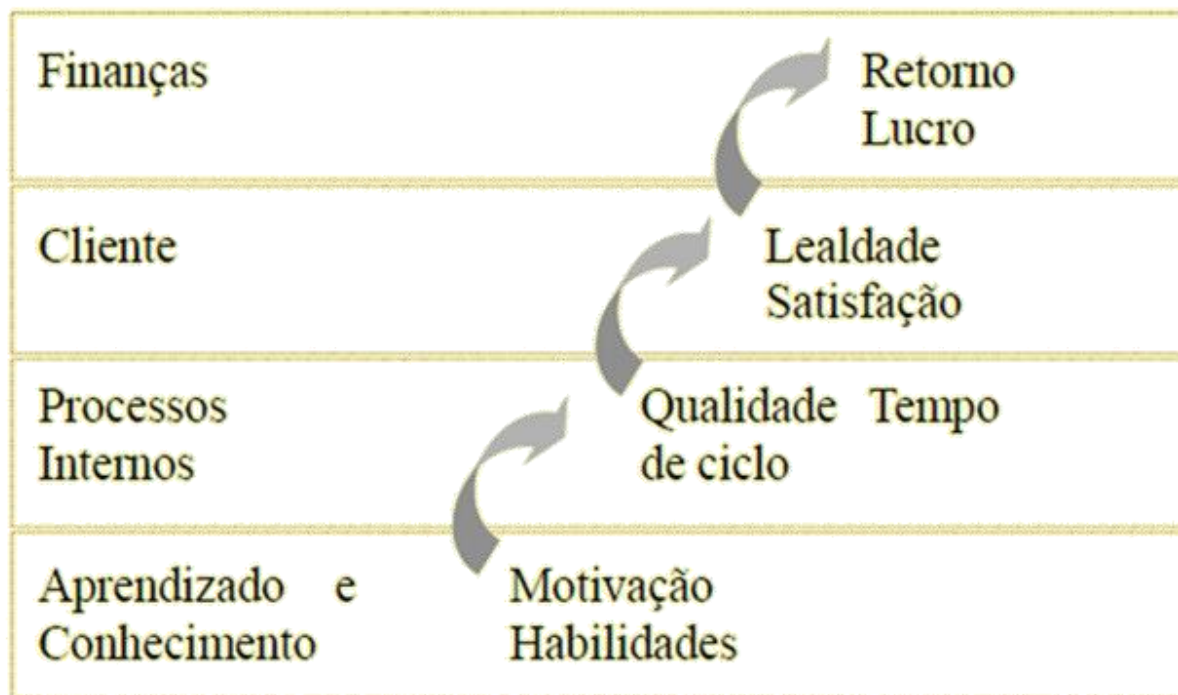 Finanças
Retorno
Lucro
Cliente
Lealdade
Satisfação
Processos
Internos
Qualidade Tempo
de ciclo
Aprendizado e
Conhecimento
Motivação
Habilidades